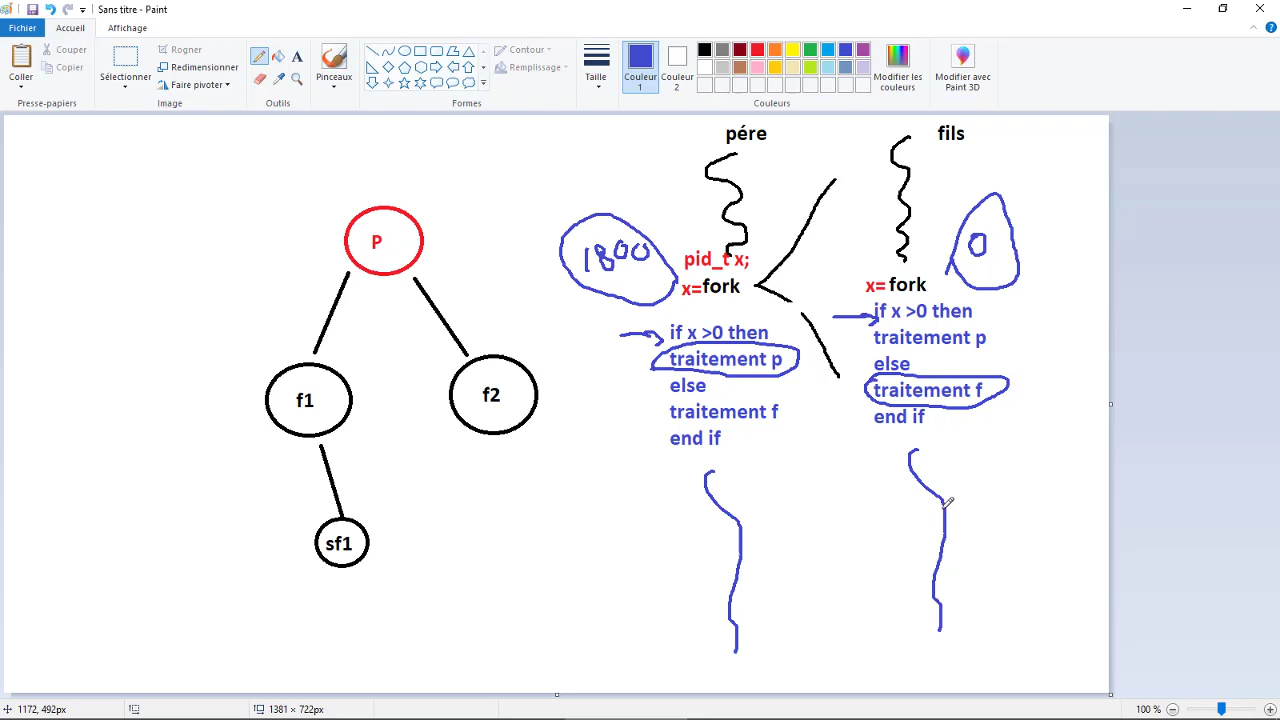 Sans titre - Paint
Fichier
Accueil
Affichage
Coller
Couper
Copier
Presse-papiers
Sélectionner
Rogner
Redimensionner
Faire pivoter
Image
A
Outils
Pinceaux
Contour
Remplissage
Formes
Taille
Couleur 1
Couleur 2
Modifier les couleurs
Couleurs
Modifier avec Paint 3D
P
f1
f2
sf1
pére
1800
pid_t x;
x=fork
if x >0 then
traitement p
else
traitement f
end if
fils
0
x= fork
if x >0 then
traitement p
else
traitement f
end if
1172, 492px
1381 × 722px
100 %